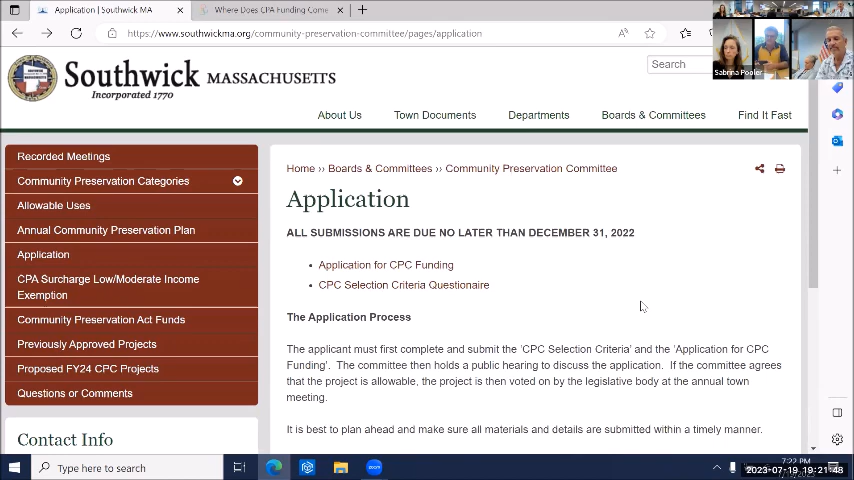 Application | Southwick MA
Where Does CPA Funding Come
https://www.southwickma.org/community-preservation-committee/pages/application
Sabrina Pooler
Southwick MASSACHUSETTS
Incorporated 1770
Search
About Us
Town Documents
Departments
Boards & Committees
Find It Fast
Recorded Meetings
Community Preservation Categories
Allowable Uses
Annual Community Preservation Plan
Application
CPA Surcharge Low/Moderate Income
Exemption
Community Preservation Act Funds
Previously Approved Projects
Proposed FY24 CPC Projects
Questions or Comments
Contact Info
Home ›› Boards & Committees ›› Community Preservation Committee
Application
ALL SUBMISSIONS ARE DUE NO LATER THAN DECEMBER 31, 2022
• Application for CPC Funding
• CPC Selection Criteria Questionaire
The Application Process
The applicant must first complete and submit the 'CPC Selection Criteria' and the 'Application for CPC
Funding'. The committee then holds a public hearing to discuss the application. If the committee agrees
that the project is allowable, the project is then voted on by the legislative body at the annual town
meeting.
It is best to plan ahead and make sure all materials and details are submitted within a timely manner.
Type here to search
zoom
7:22 PM
2023-07-19 19:21:48